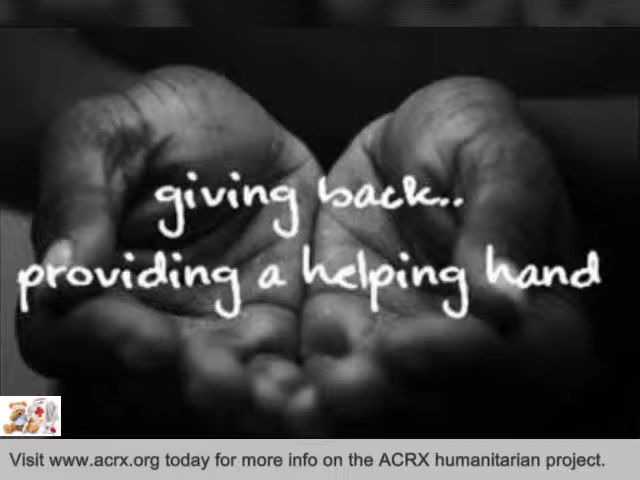 giving back..
providing a helping hand
Visit www.acrx.org today for more info on the ACRX humanitarian project.